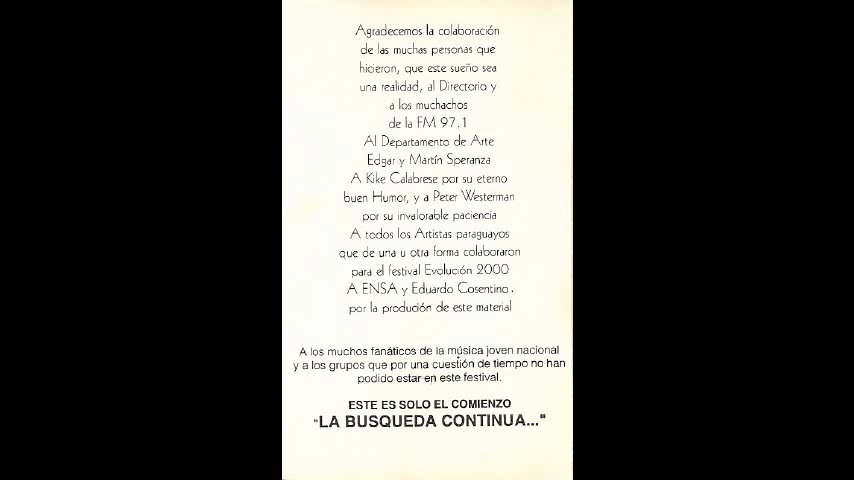 Agradecemos la colaboración
de las muchas personas que
hicieron, que este sueño sea
una realidad, al Directorio y
a los muchachos
de la FM 97.1
Al Departamento de Arte
Edgar y Martín Speranza
A Kike Calabrese por su eterno
buen Humor, y a Peter Westerman
por su invalorable paciencia
A todos los Artistas paraguayos
que de una u otra forma colaboraron
para el festival Evolución 2000
A ENSA y Eduardo Cosentino,
por la produción de este material
A los muchos fanáticos de la música joven nacional
y a los grupos que por una cuestión de tiempo no han
podido estar en este festival.
ESTE ES SOLO EL COMIENZO
"LA BUSQUEDA CONTINUA..."